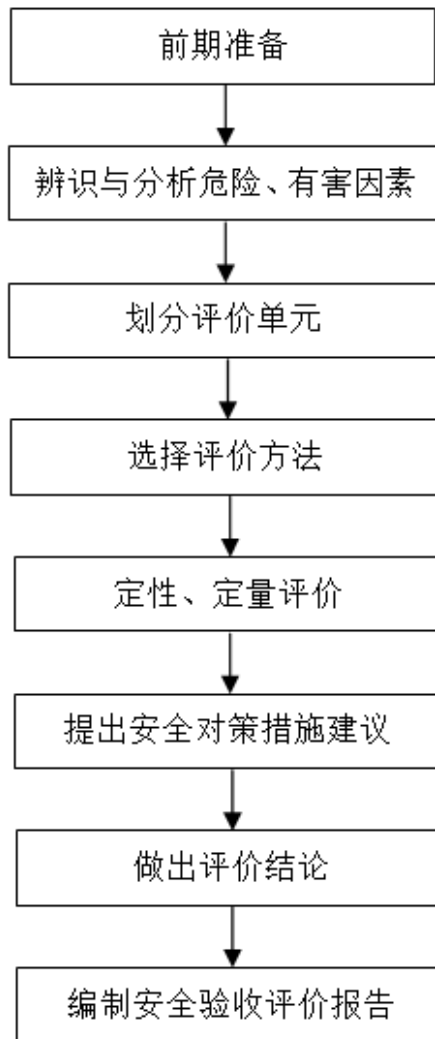 前期准备
辨识与分析危险、有害因素
划分评价单元
选择评价方法
定性、定量评价
提出安全对策措施建议
做出评价结论
编制安全验收评价报告